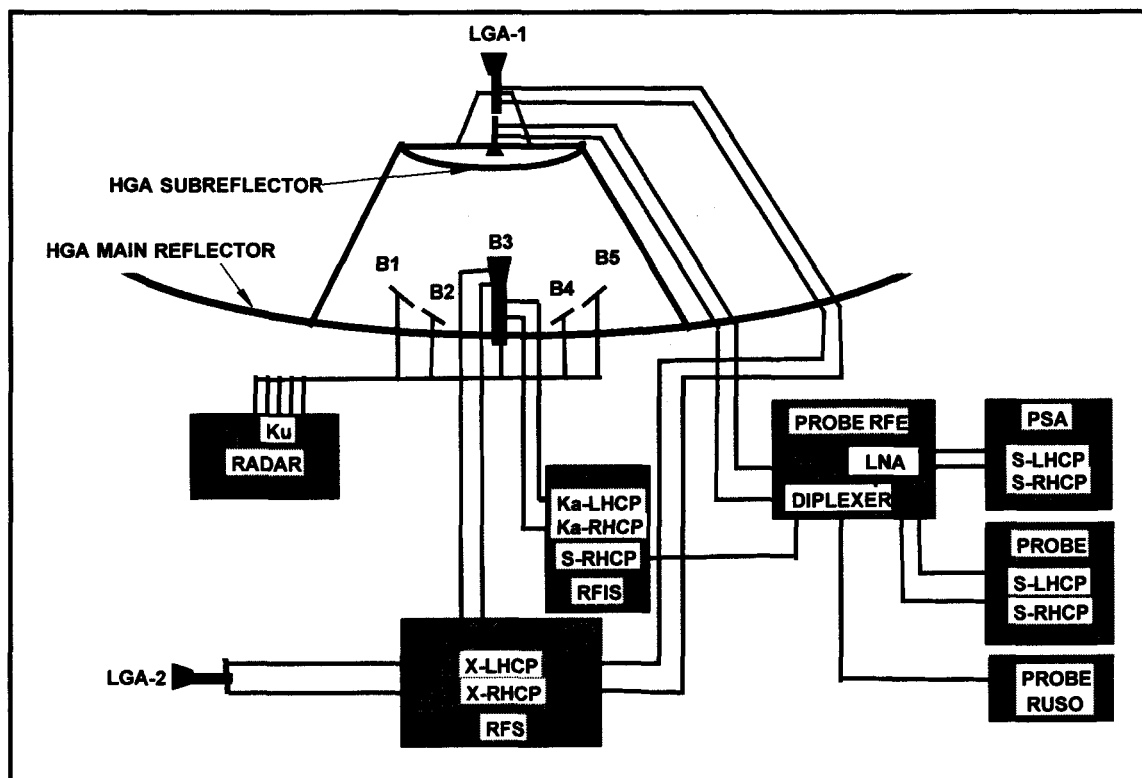 LGA-1
HGA SUBREFLECTOR
HGA MAIN REFLECTOR
B1
B2
B3
B4
B5
Ku
RADAR
Ka-LHCP
Ka-RHCP
S-RHCP
RFIS
PROBE RFE
LNA
DIPLEXER
PSA
S-LHCP
S-RHCP
PROBE
S-LHCP
S-RHCP
PROBE
RUSO
LGA-2
X-LHCP
X-RHCP
RFS